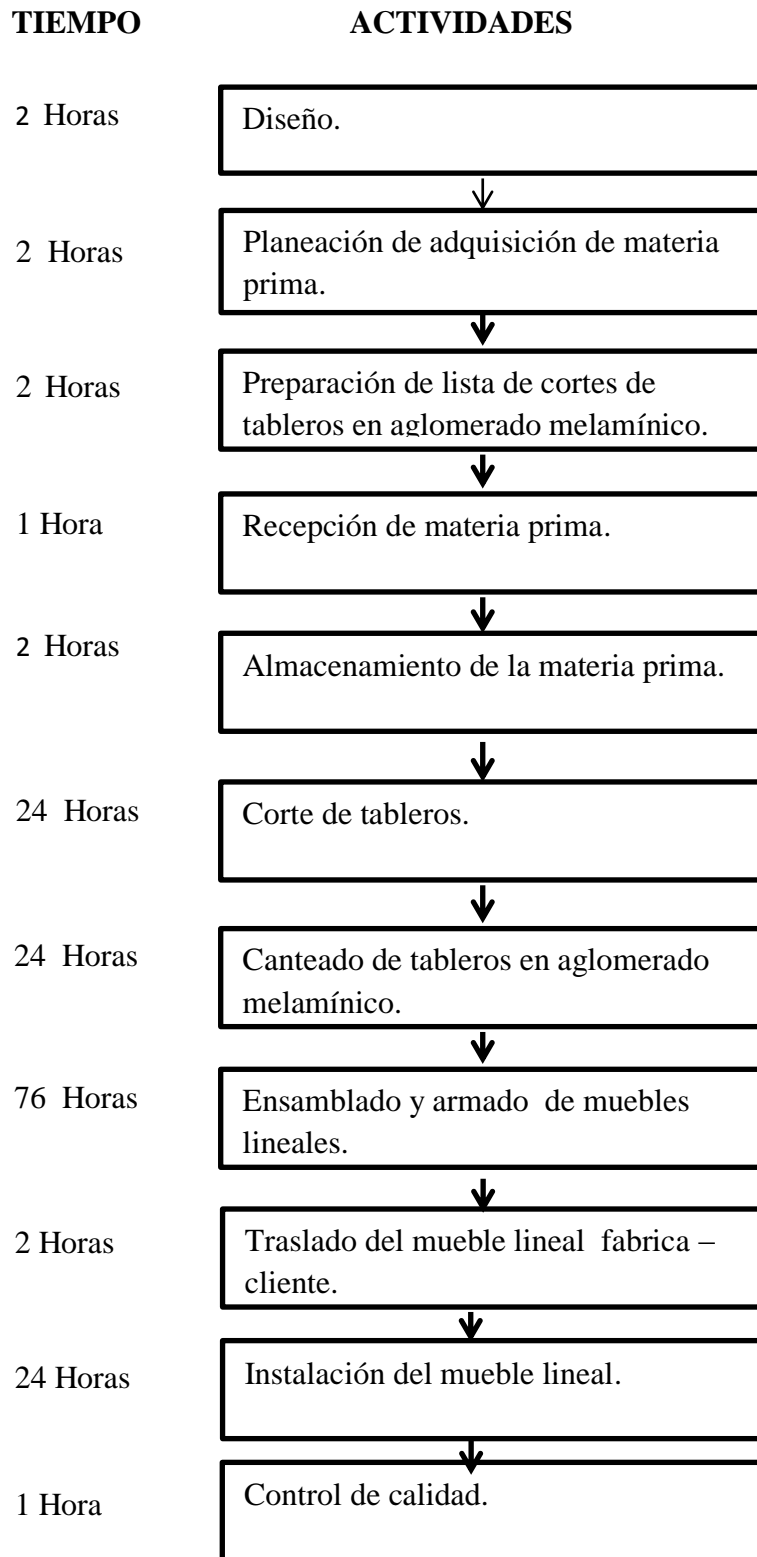 TIEMPO ACTIVIDADES
2 Horas Diseño.
2 Horas Planeación de adquisición de materia
prima.
2 Horas Preparación de lista de cortes de
tableros en aglomerado melamínico.
1 Hora Recepción de materia prima.
2 Horas Almacenamiento de la materia prima.
24 Horas Corte de tableros.
24 Horas Canteado de tableros en aglomerado
melamínico.
76 Horas Ensamblado y armado de muebles
lineales.
2 Horas Traslado del mueble lineal fabrica –
cliente.
24 Horas Instalación del mueble lineal.
1 Hora Control de calidad.